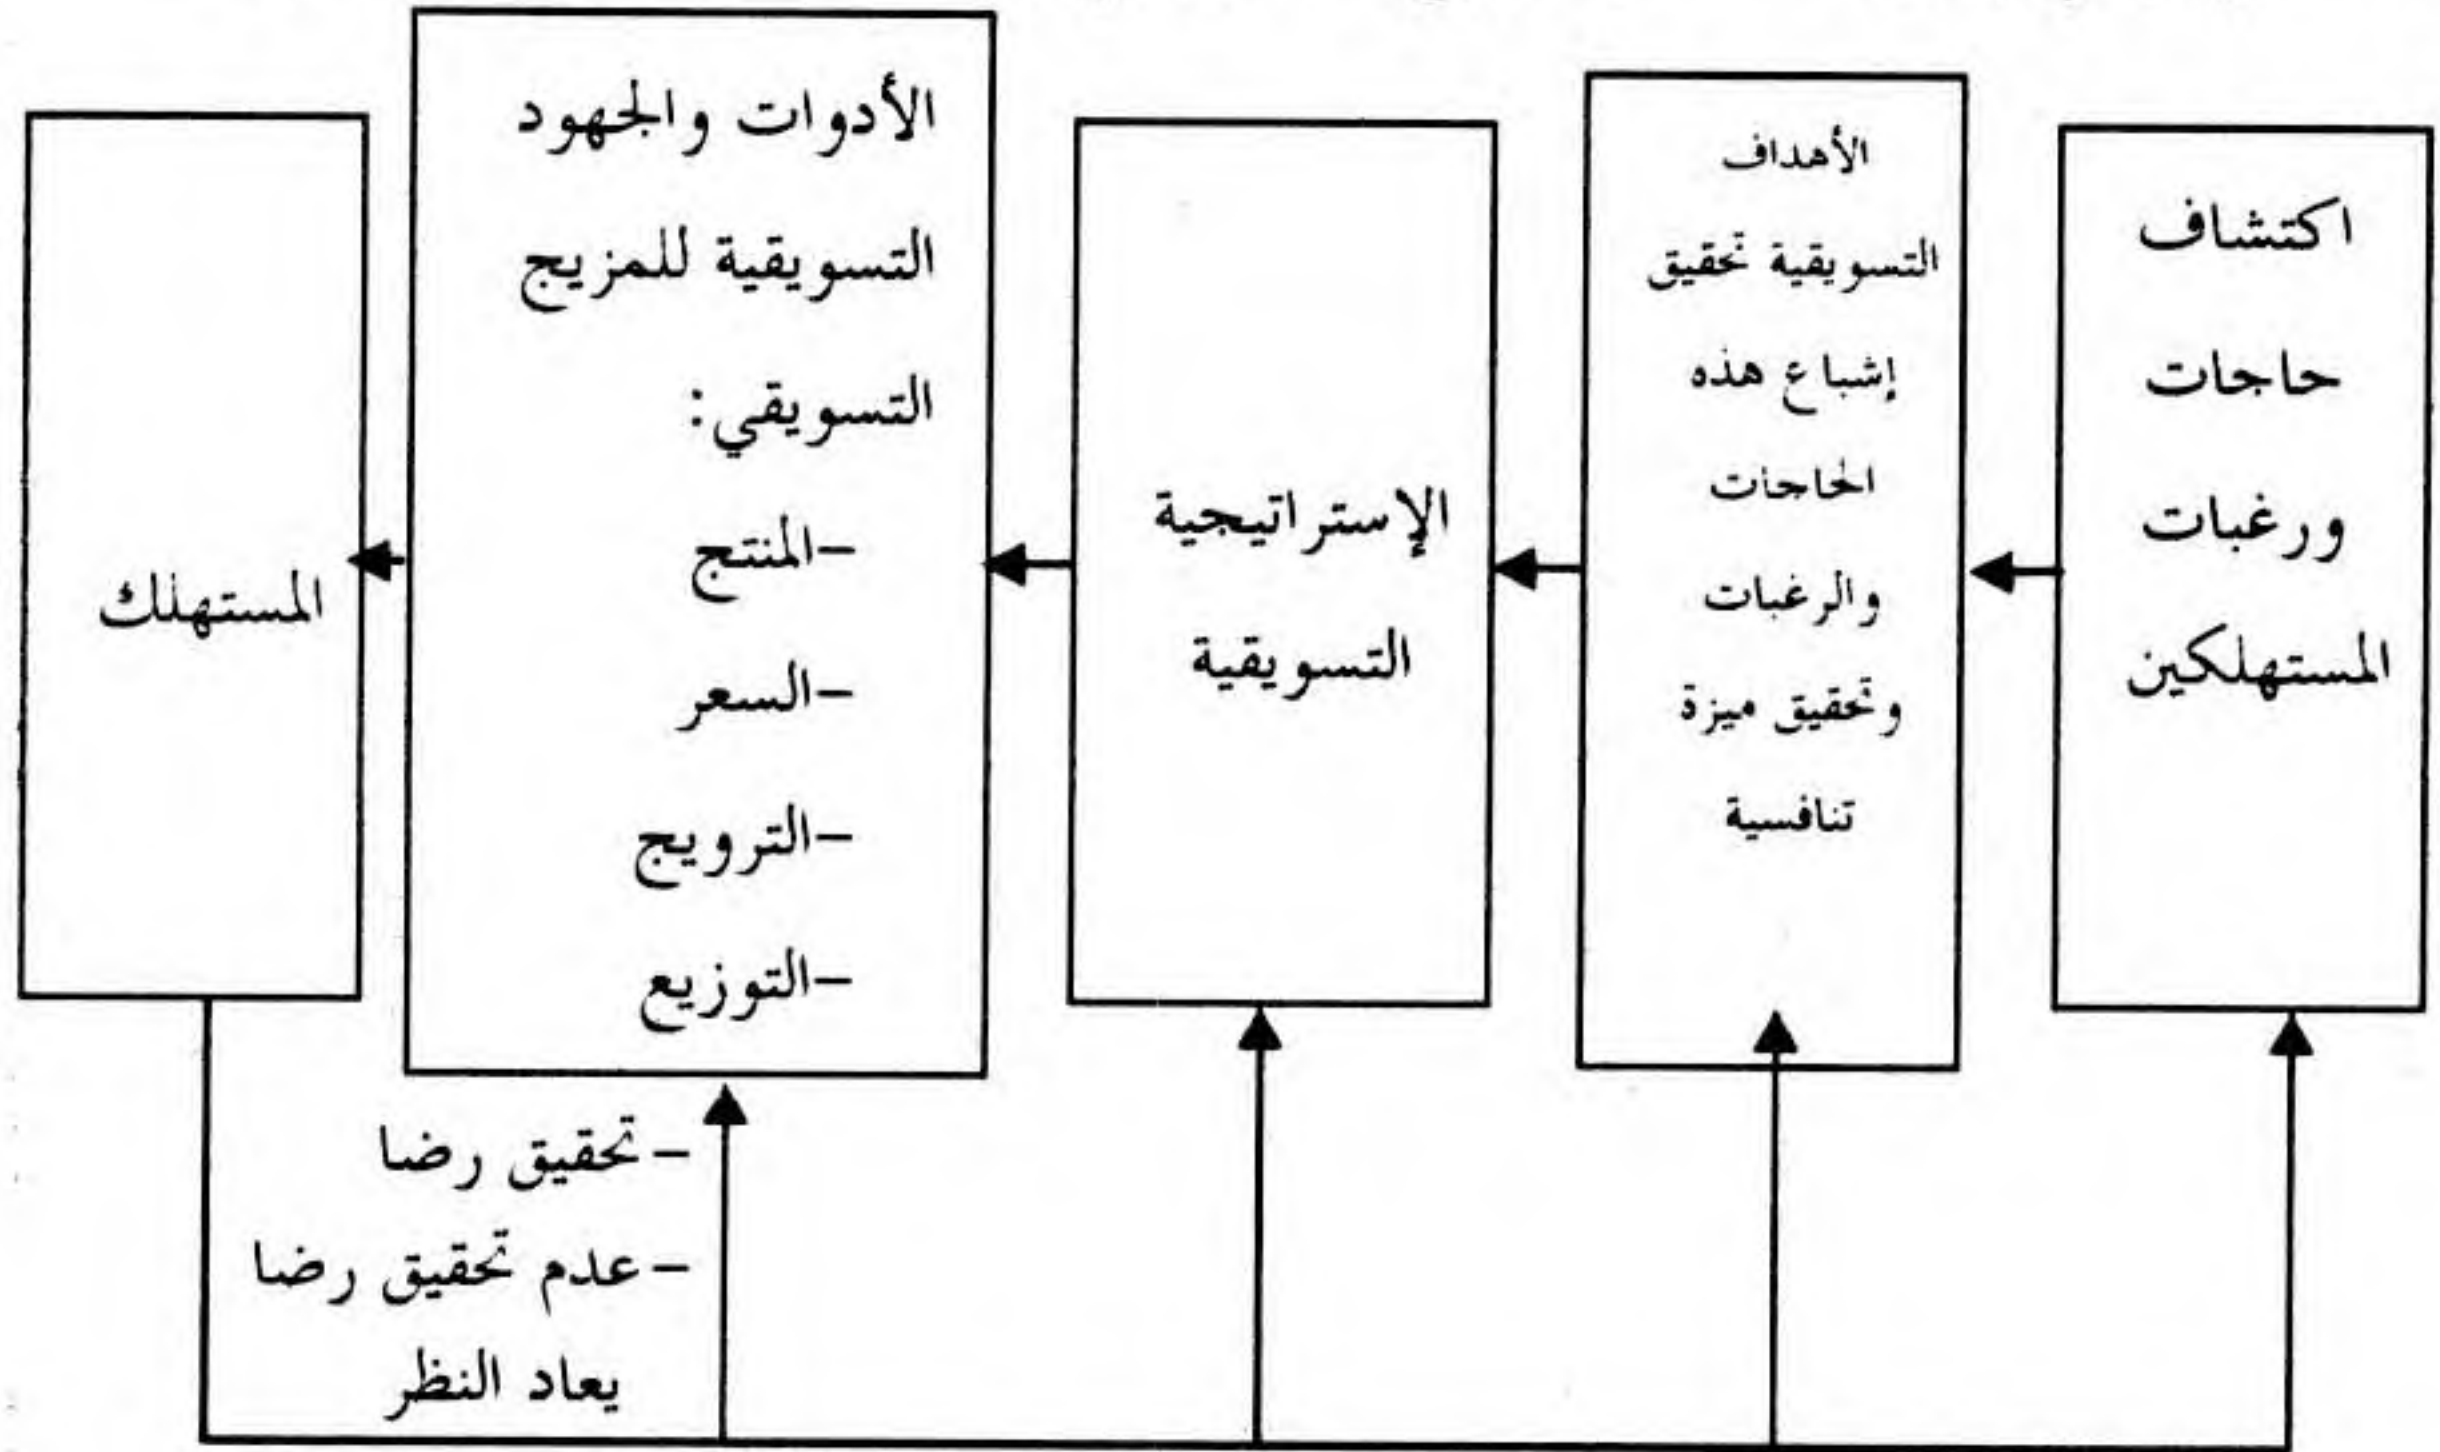 اكتشاف
حاجات
ورغبات
المستهلكين
الأهداف
التسويقية تحقيق
إشباع هذه
الحاجات
والرغبات
وتحقيق ميزة
تنافسية
الإستراتيجية
التسويقية
الأدوات والجهود
التسويقية للمزيج
التسويقي:
-المنتج
-السعر
-الترويج
-التوزيع
المستهلك
- تحقيق رضا
- عدم تحقيق رضا
يعاد النظر